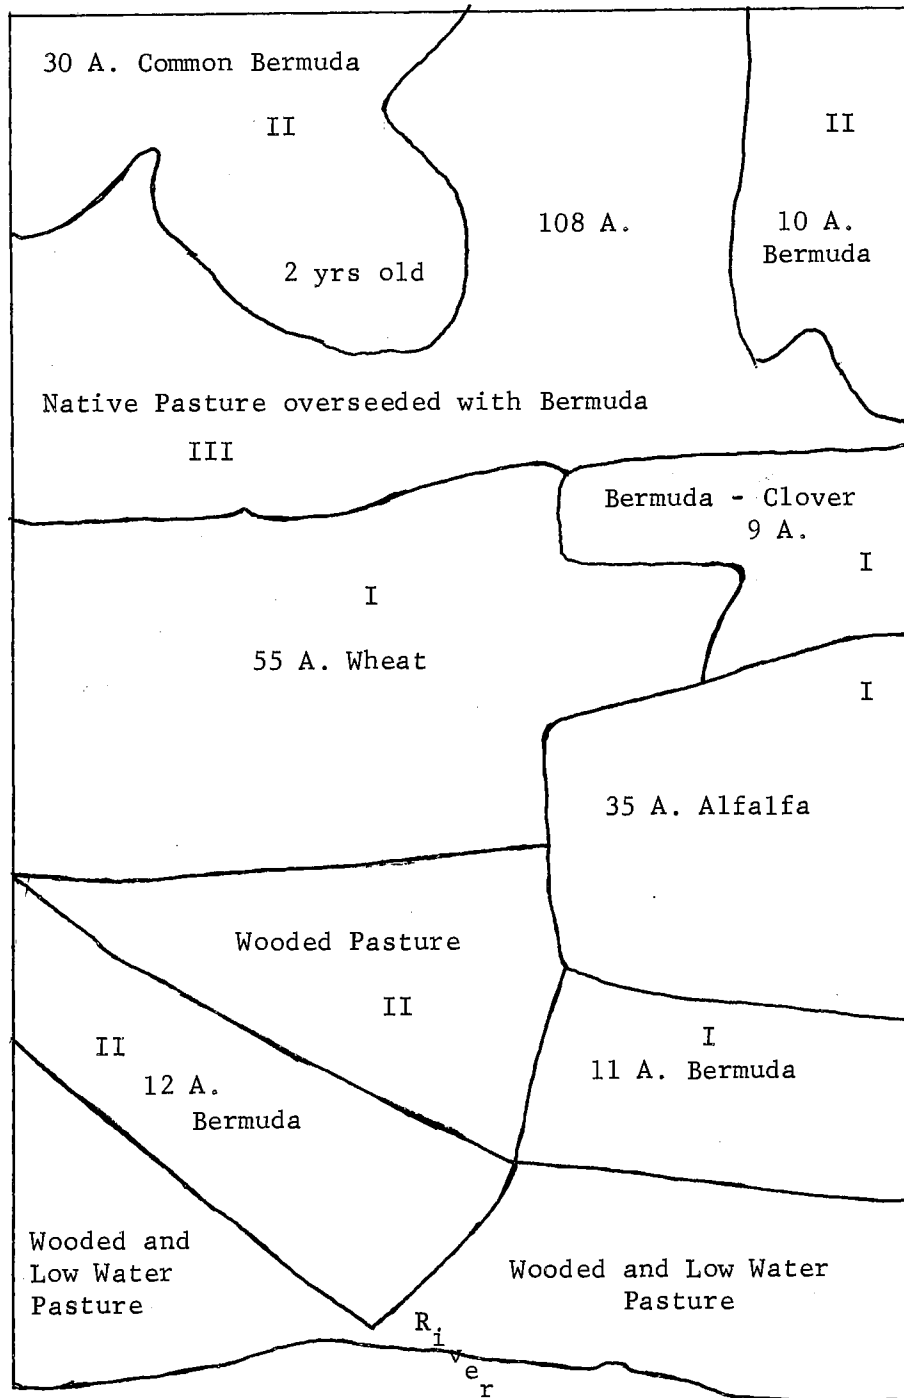 30 A. Common Bermuda
II
2 yrs old
108 A.
II
10 A.
Bermuda
Native Pasture overseeded with Bermuda
III
Bermuda - Clover
9 A.
I
I
55 A. Wheat
I
35 A. Alfalfa
Wooded Pasture
II
II
12 A.
Bermuda
I
11 A. Bermuda
Wooded and
Low Water
Pasture
Wooded and Low Water
Pasture
River